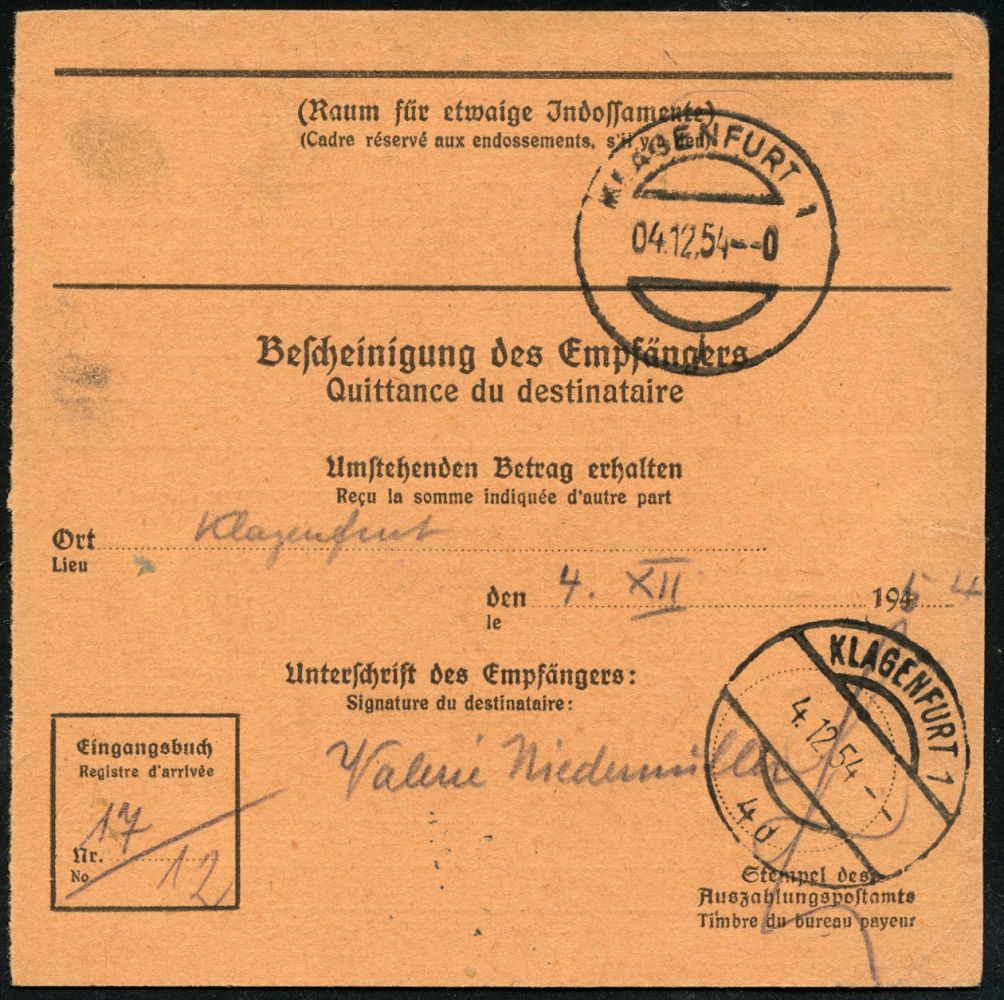 (Raum für etwaige Indossamente)
(Cadre réservé aux endossements, s'il y a lieu)
KLAGENFURT 1
04.12.54--0
Bescheinigung des Empfängers
Quittance du destinataire
Umstehenden Betrag erhalten
Reçu la somme indiquée d'autre part
Ort Klagenfurt
Lieu
den 4. XII 194 54
le
KLAGENFURT 1
4.12.54
4d
Unterschrift des Empfängers:
Signature du destinataire:
Valerie Niedermüller
Eingangsbuch
Registre d'arrivée
Nr. 17/12
No.
Stempel des
Auszahlungspostamts
Timbre du bureau payeur